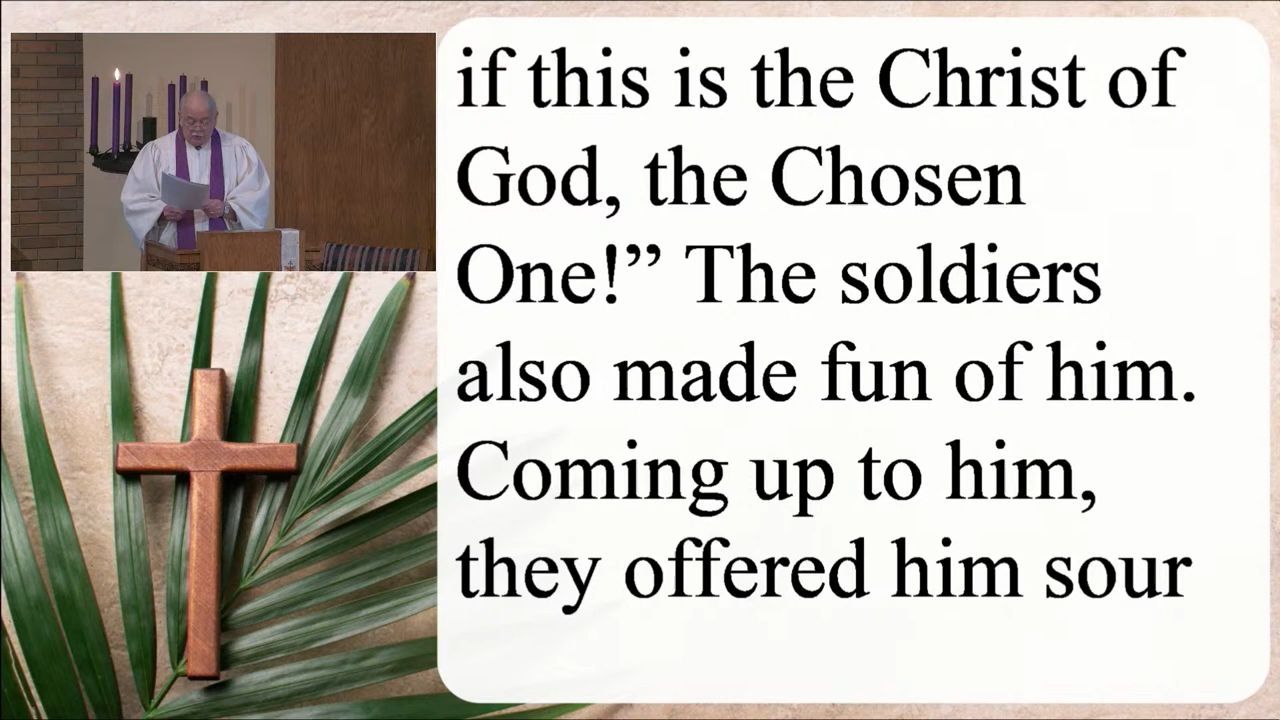 if this is the Christ of
God, the Chosen
One!” The soldiers
also made fun of him.
Coming up to him,
they offered him sour